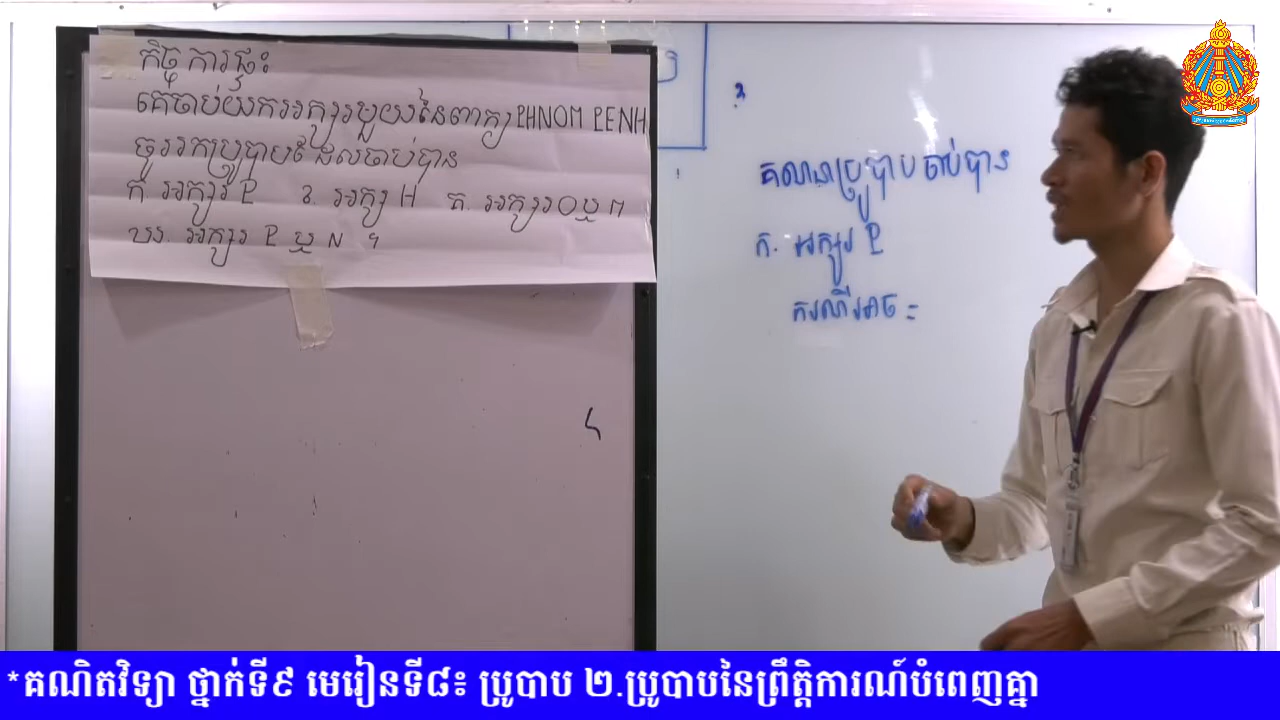 កិច្ចការផ្ទះ
គេចាប់យកអក្សរមួយនៃពាក្យ PHNOM PENH
ចូររកប្រូបាប ដែលចាប់បាន
ក. អក្សរ P ខ. អក្សរ H គ. អក្សរ O ឬ M
ឃ. អក្សរ E ឬ N ។
គណនាប្រូបាបចាប់បាន
ក. អក្សរ P
ករណីអាច =
*គណិតវិទ្យា ថ្នាក់ទី៩ មេរៀនទី៨៖ ប្រូបាប ២.ប្រូបាបនៃព្រឹត្តិការណ៍បំពេញគ្នា